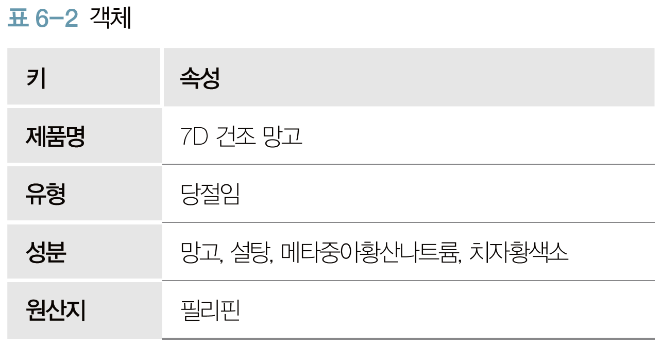 표 6-2 객체
키 속성
제품명 7D 건조 망고
유형 당절임
성분 망고, 설탕, 메타중아황산나트륨, 치자황색소
원산지 필리핀